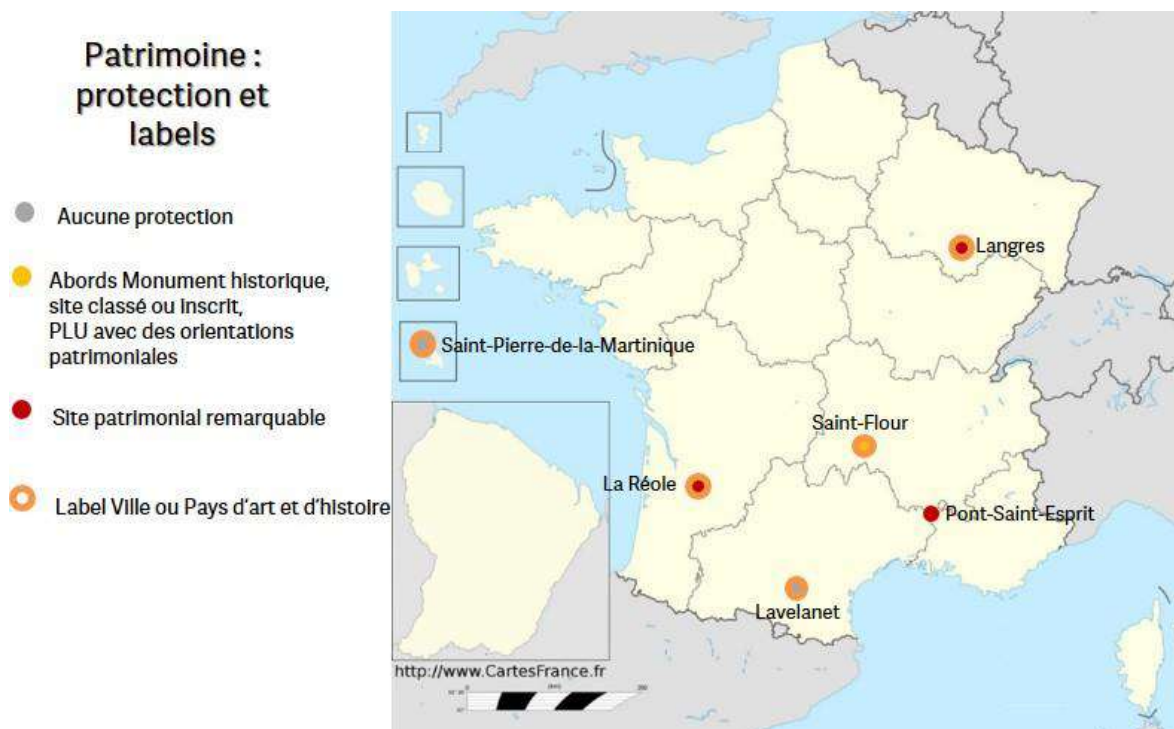 Patrimoine :
protection et
labels
Aucune protection
Abords Monument historique,
site classé ou inscrit,
PLU avec des orientations
patrimoniales
Site patrimonial remarquable
Label Ville ou Pays d'art et d'histoire
Langres
Saint-Pierre-de-la-Martinique
Saint-Flour
La Réole
Pont-Saint-Esprit
Lavelanet
http://www.CartesFrance.fr
0
(km)